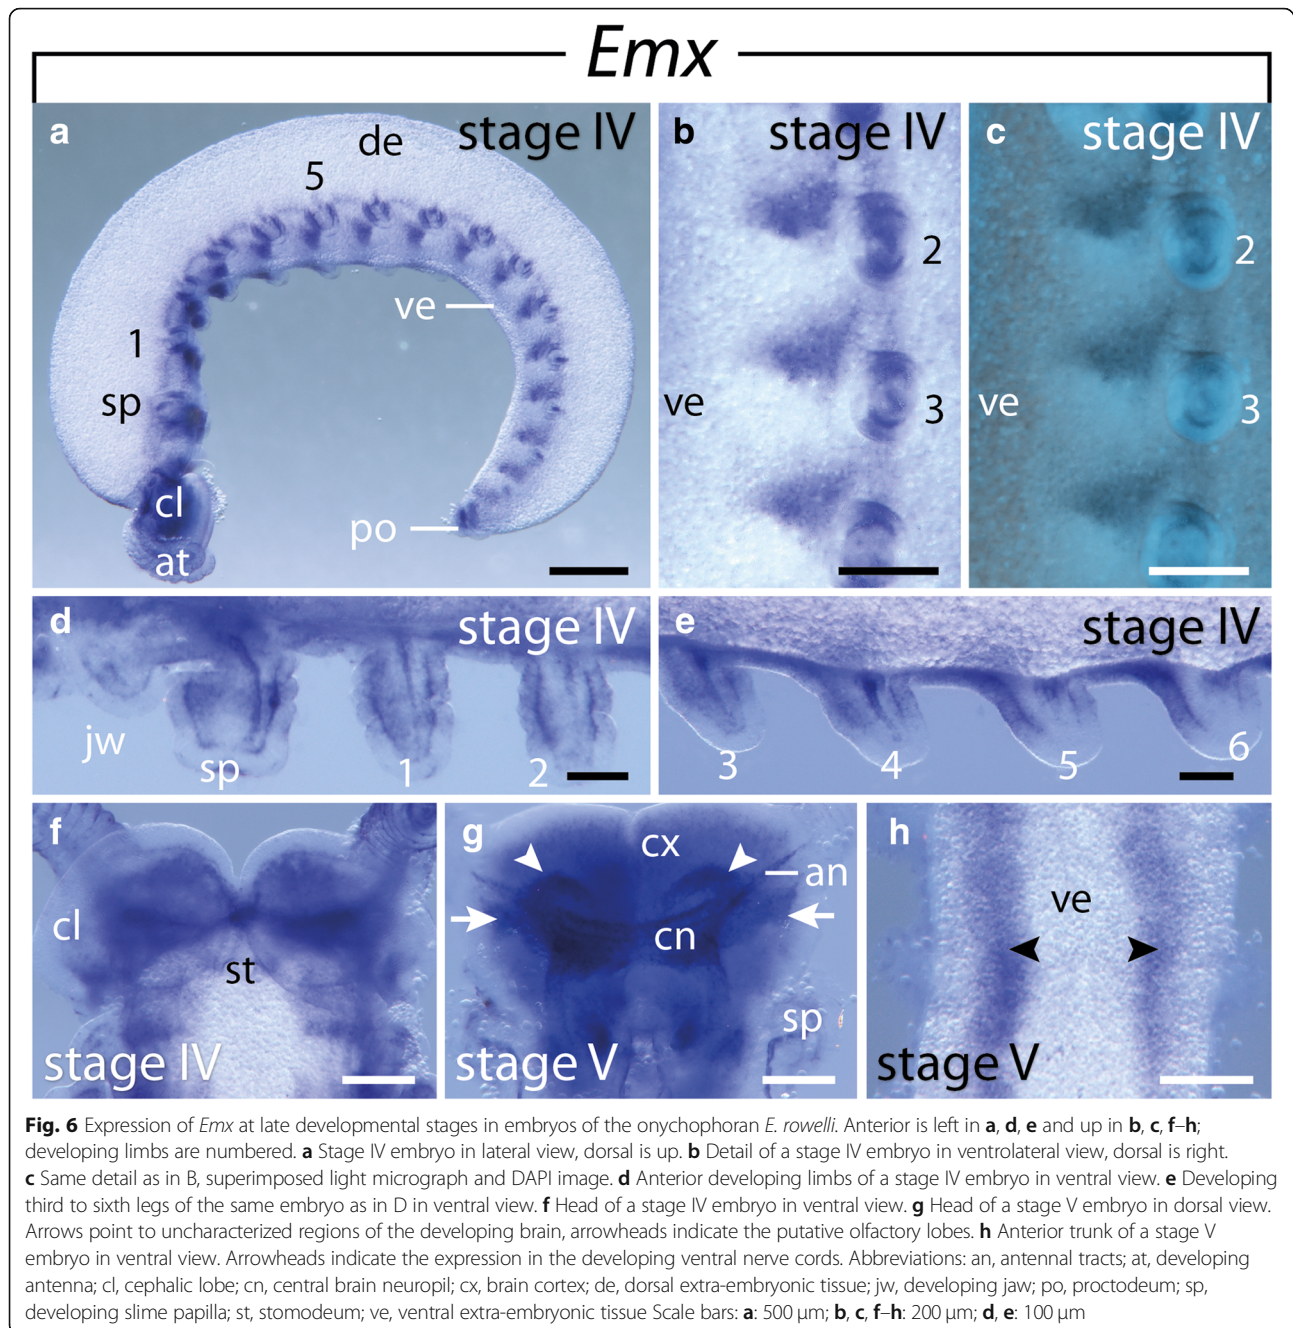 Emx
a
de
stage IV
5
ve
1
sp
cl
po
at
b
stage IV
2
ve
3
c
stage IV
2
ve
3
d
stage IV
jw
sp
1
2
e
stage IV
3
4
5
6
f
cl
st
stage IV
g
cx
an
cn
sp
stage V
h
ve
stage V
Fig. 6 Expression of Emx at late developmental stages in embryos of the onychophoran E. rowelli. Anterior is left in a, d, e and up in b, c, f–h;
developing limbs are numbered. a Stage IV embryo in lateral view, dorsal is up. b Detail of a stage IV embryo in ventrolateral view, dorsal is right.
c Same detail as in B, superimposed light micrograph and DAPI image. d Anterior developing limbs of a stage IV embryo in ventral view. e Developing
third to sixth legs of the same embryo as in D in ventral view. f Head of a stage IV embryo in ventral view. g Head of a stage V embryo in dorsal view.
Arrows point to uncharacterized regions of the developing brain, arrowheads indicate the putative olfactory lobes. h Anterior trunk of a stage V
embryo in ventral view. Arrowheads indicate the expression in the developing ventral nerve cords. Abbreviations: an, antennal tracts; at, developing
antenna; cl, cephalic lobe; cn, central brain neuropil; cx, brain cortex; de, dorsal extra-embryonic tissue; jw, developing jaw; po, proctodeum; sp,
developing slime papilla; st, stomodeum; ve, ventral extra-embryonic tissue Scale bars: a: 500 μm; b, c, f–h: 200 μm; d, e: 100 μm